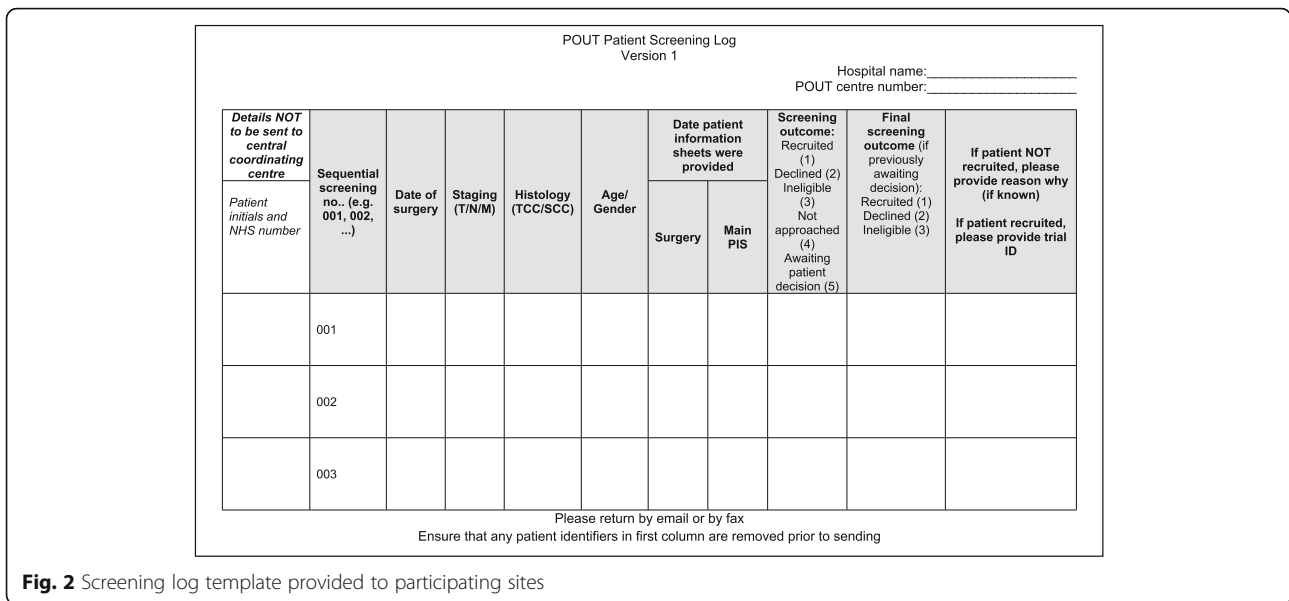 POUT Patient Screening Log
Version 1
Hospital name:______________________
POUT centre number:______________________
Details NOT
to be sent to
central
coordinating
centre
Patient
initials and
NHS number
Sequential
screening
no.. (e.g.
001, 002,
...)
Date of
surgery
Staging
(T/N/M)
Histology
(TCC/SCC)
Age/
Gender
Date patient
information
sheets were
provided
Surgery
Main
PIS
Screening
outcome:
Recruited
(1)
Declined (2)
Ineligible
(3)
Not
approached
(4)
Awaiting
patient
decision (5)
Final
screening
outcome (if
previously
awaiting
decision):
Recruited (1)
Declined (2)
Ineligible (3)
If patient NOT
recruited, please
provide reason why
(if known)
If patient recruited,
please provide trial
ID
001
002
003
Please return by email or by fax
Ensure that any patient identifiers in first column are removed prior to sending
Fig. 2 Screening log template provided to participating sites